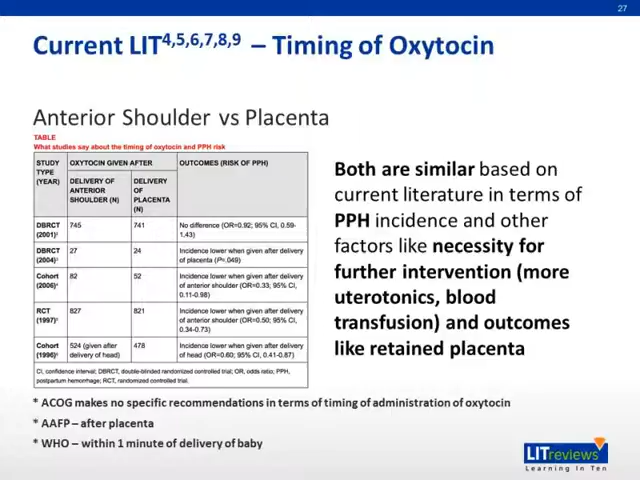 27
Current LIT4,5,6,7,8,9 – Timing of Oxytocin
Anterior Shoulder vs Placenta
TABLE
What studies say about the timing of oxytocin and PPH risk
STUDY TYPE (YEAR) | OXYTOCIN GIVEN AFTER | OUTCOMES (RISK OF PPH)
DELIVERY OF ANTERIOR SHOULDER (N) | DELIVERY OF PLACENTA (N)
DBRCT (2001) | 745 | 741 | No difference (OR=0.92; 95% CI, 0.59-1.43)
DBRCT (2004) | 27 | 24 | Incidence lower when given after delivery of placenta (P=.049)
Cohort (2006) | 82 | 52 | Incidence lower when given after delivery of anterior shoulder (OR=0.33; 95% CI, 0.11-0.98)
RCT (1997) | 827 | 821 | Incidence lower when given after delivery of anterior shoulder (OR=0.50; 95% CI, 0.34-0.73)
Cohort (1996) | 524 (given after delivery of head) | 478 | Incidence lower when given after delivery of head (OR=0.60; 95% CI, 0.41-0.87)
CI, confidence interval; DBRCT, double-blinded randomized controlled trial; OR, odds ratio; PPH,
postpartum hemorrhage; RCT, randomized controlled trial.
Both are similar based on
current literature in terms of
PPH incidence and other
factors like necessity for
further intervention (more
uterotonics, blood
transfusion) and outcomes
like retained placenta
* ACOG makes no specific recommendations in terms of timing of administration of oxytocin
* AAFP – after placenta
* WHO – within 1 minute of delivery of baby
LITreviews
Learning In Ten